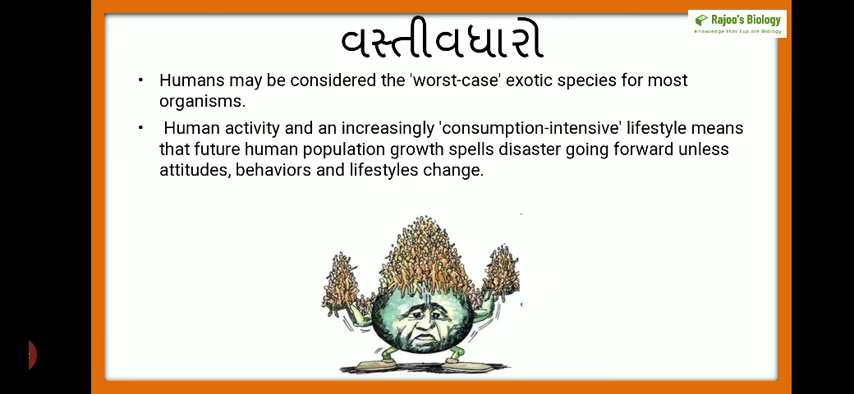 Rajoo's Biology
Knowledge that Explore Biology
વસ્તીવધારો
• Humans may be considered the 'worst-case' exotic species for most
organisms.
• Human activity and an increasingly 'consumption-intensive' lifestyle means
that future human population growth spells disaster going forward unless
attitudes, behaviors and lifestyles change.